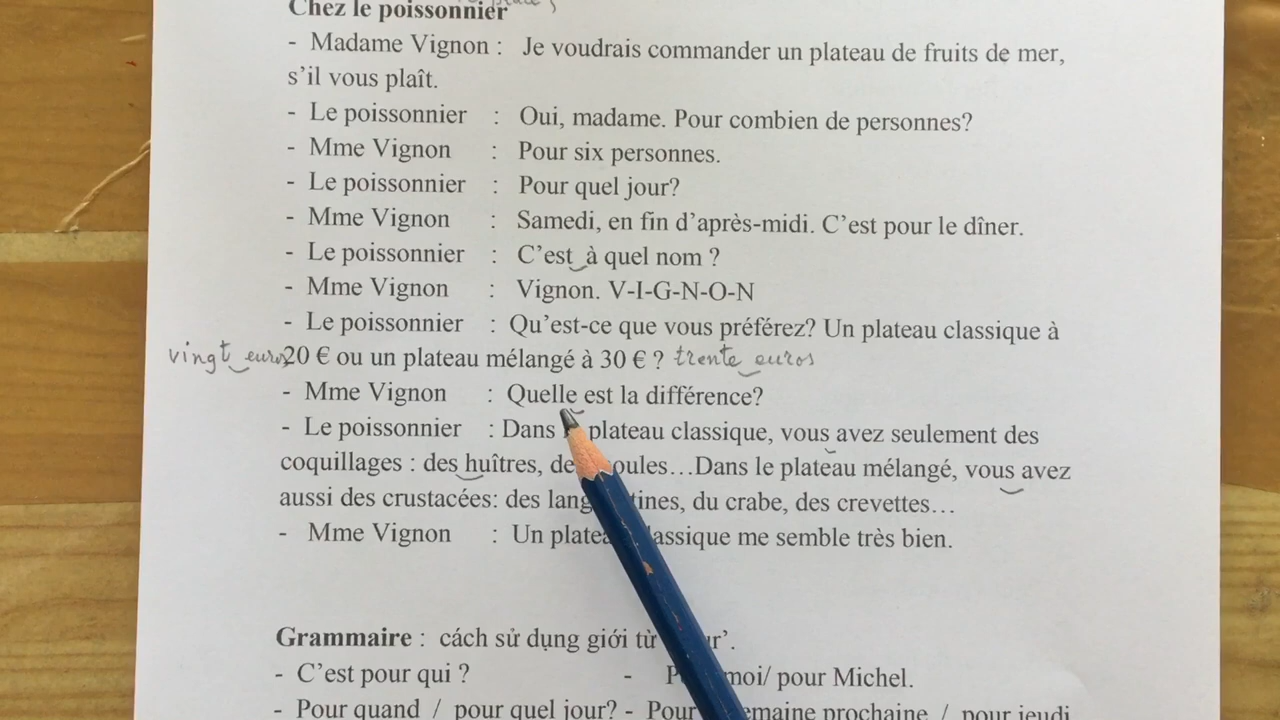 Chez le poissonnier
- Madame Vignon : Je voudrais commander un plateau de fruits de mer,
s'il vous plaît.
- Le poissonnier : Oui, madame. Pour combien de personnes?
- Mme Vignon : Pour six personnes.
- Le poissonnier : Pour quel jour?
- Mme Vignon : Samedi, en fin d'après-midi. C'est pour le dîner.
- Le poissonnier : C'est à quel nom ?
- Mme Vignon : Vignon. V-I-G-N-O-N
- Le poissonnier : Qu'est-ce que vous préférez? Un plateau classique à
vingt euros 20 € ou un plateau mélangé à 30 € ? trente euros
- Mme Vignon : Quelle est la différence?
- Le poissonnier : Dans plateau classique, vous avez seulement des
coquillages : des huîtres, de oules…Dans le plateau mélangé, vous avez
aussi des crustacées: des lang tines, du crabe, des crevettes…
- Mme Vignon : Un platea assique me semble très bien.
Grammaire : cách sử dụng giới từ ur'.
- C'est pour qui ? - P moi/ pour Michel.
- Pour quand / pour quel jour? - Pour emaine prochaine / pour jeudi